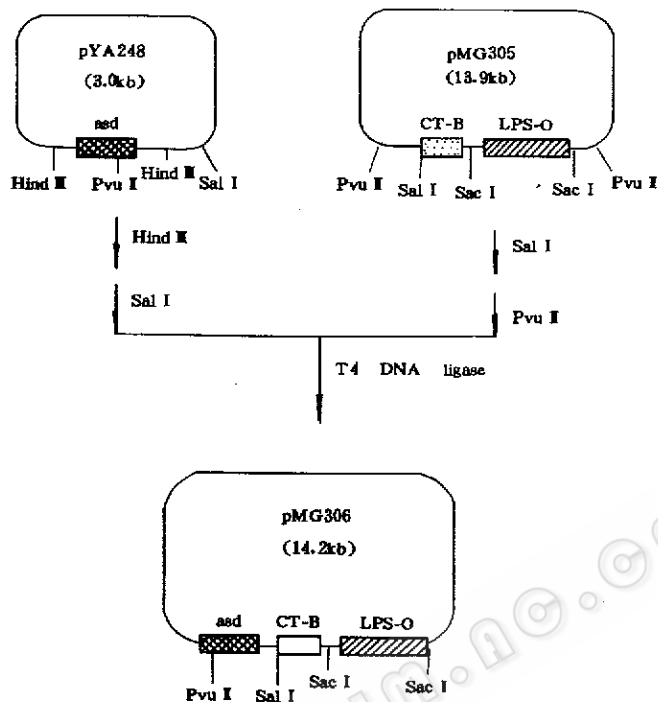 pYA248
(3.0kb)
asd
Hind Ⅲ
Pvu Ⅱ
Hind Ⅲ
Sal Ⅰ
pMG305
(13.9kb)
CT-B
LPS-O
Pvu Ⅱ
Sal Ⅰ
Sac Ⅰ
Sac Ⅰ
Pvu Ⅱ
Hind Ⅲ
Sal Ⅰ
Sal Ⅰ
Pvu Ⅱ
T4 DNA ligase
pMG306
(14.2kb)
asd
CT-B
LPS-O
Pvu Ⅱ
Sal Ⅰ
Sac Ⅰ
Sac Ⅰ